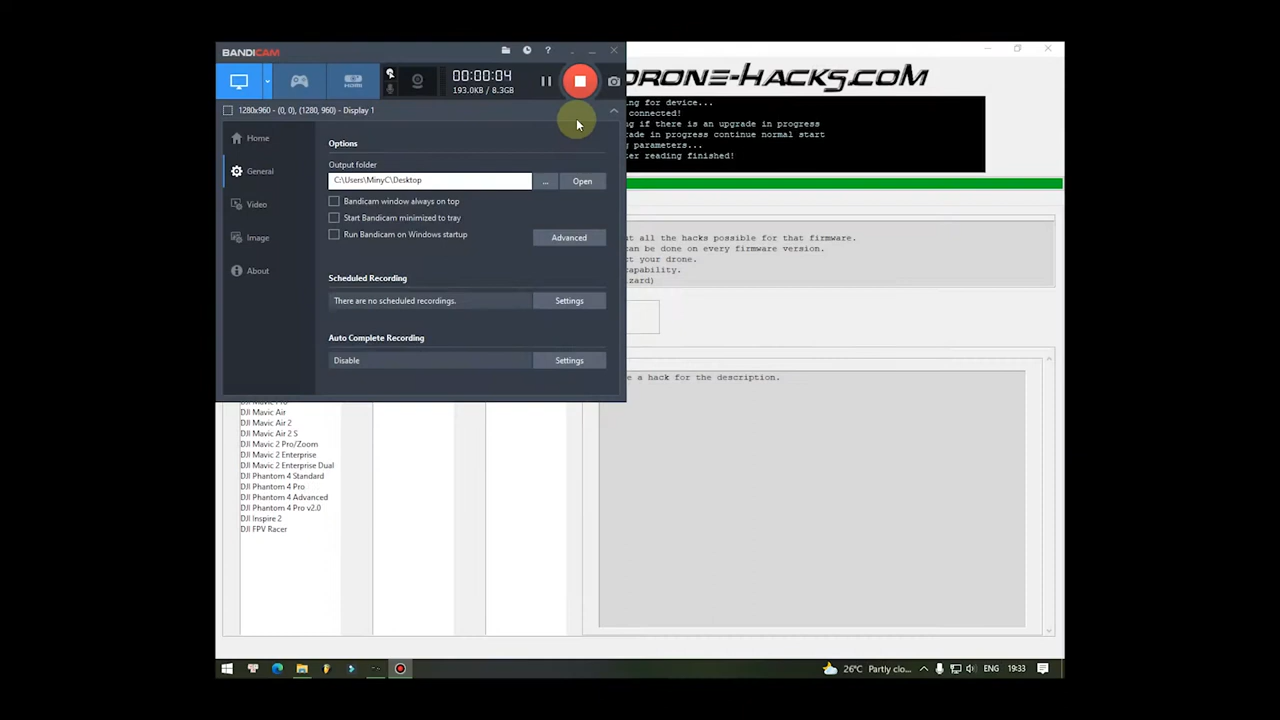 BANDICAM
?
00:00:04
193.0KB / 8.3GB
1280x960 - (0, 0), (1280, 960) - Display 1
Home
General
Video
Image
About
Options
Output folder
C:\Users\MinyC\Desktop
...
Open
Bandicam window always on top
Start Bandicam minimized to tray
Run Bandicam on Windows startup
Advanced
Scheduled Recording
There are no scheduled recordings.
Settings
Auto Complete Recording
Disable
Settings
HDMI
DRONE-HACKS.COM
ing for device...
connected!
ing if there is an upgrade in progress
rade in progress continue normal start
g parameters...
ter reading finished!
t all the hacks possible for that firmware.
can be done on every firmware version.
ct your drone.
capability.
zard)
e a hack for the description.
DJI Mavic Air
DJI Mavic Air 2
DJI Mavic Air 2 S
DJI Mavic 2 Pro/Zoom
DJI Mavic 2 Enterprise
DJI Mavic 2 Enterprise Dual
DJI Phantom 4 Standard
DJI Phantom 4 Pro
DJI Phantom 4 Advanced
DJI Phantom 4 Pro v2.0
DJI Inspire 2
DJI FPV Racer
26°C Partly clo...
ENG
19:33